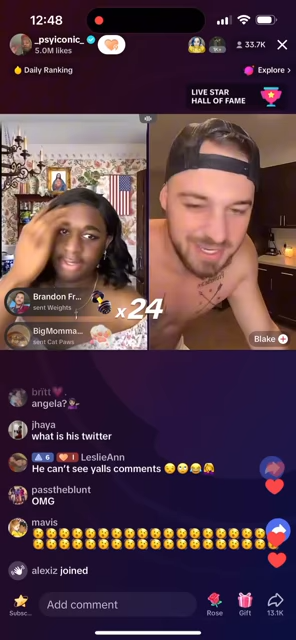 12:48
_psyiconic_
5.0M likes
33.7K
Daily Ranking
Explore >
LIVE STAR
HALL OF FAME
Brandon Fr...
sent Weights
x24
BigMomma...
sent Cat Paws
Blake
brïtt
angela?
jhaya
what is his twitter
6 1 LeslieAnn
He can't see yalls comments
passtheblunt
OMG
mavis
alexiz joined
Subsc...
Add comment
Rose
Gift
13.1K